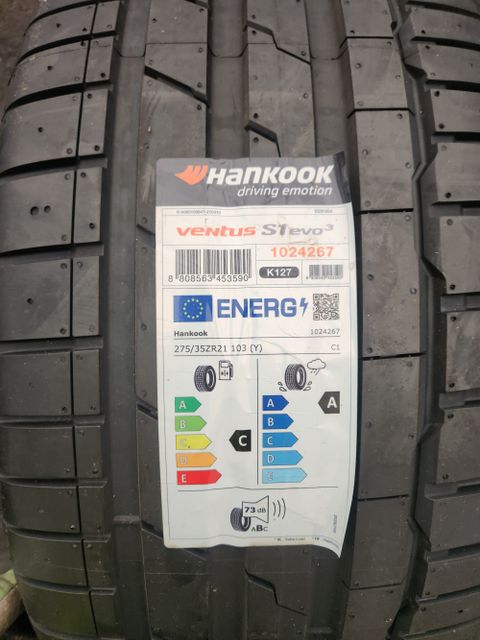 HANKOOK
driving emotion
ventus S1 evo³
1024267
8 808563 453590
K127
ENERG
Hankook
1024267
275/35ZR21 103 (Y)
C1
A
A
A
B
B
C
C
C
D
D
E
E
73 dB
ABC